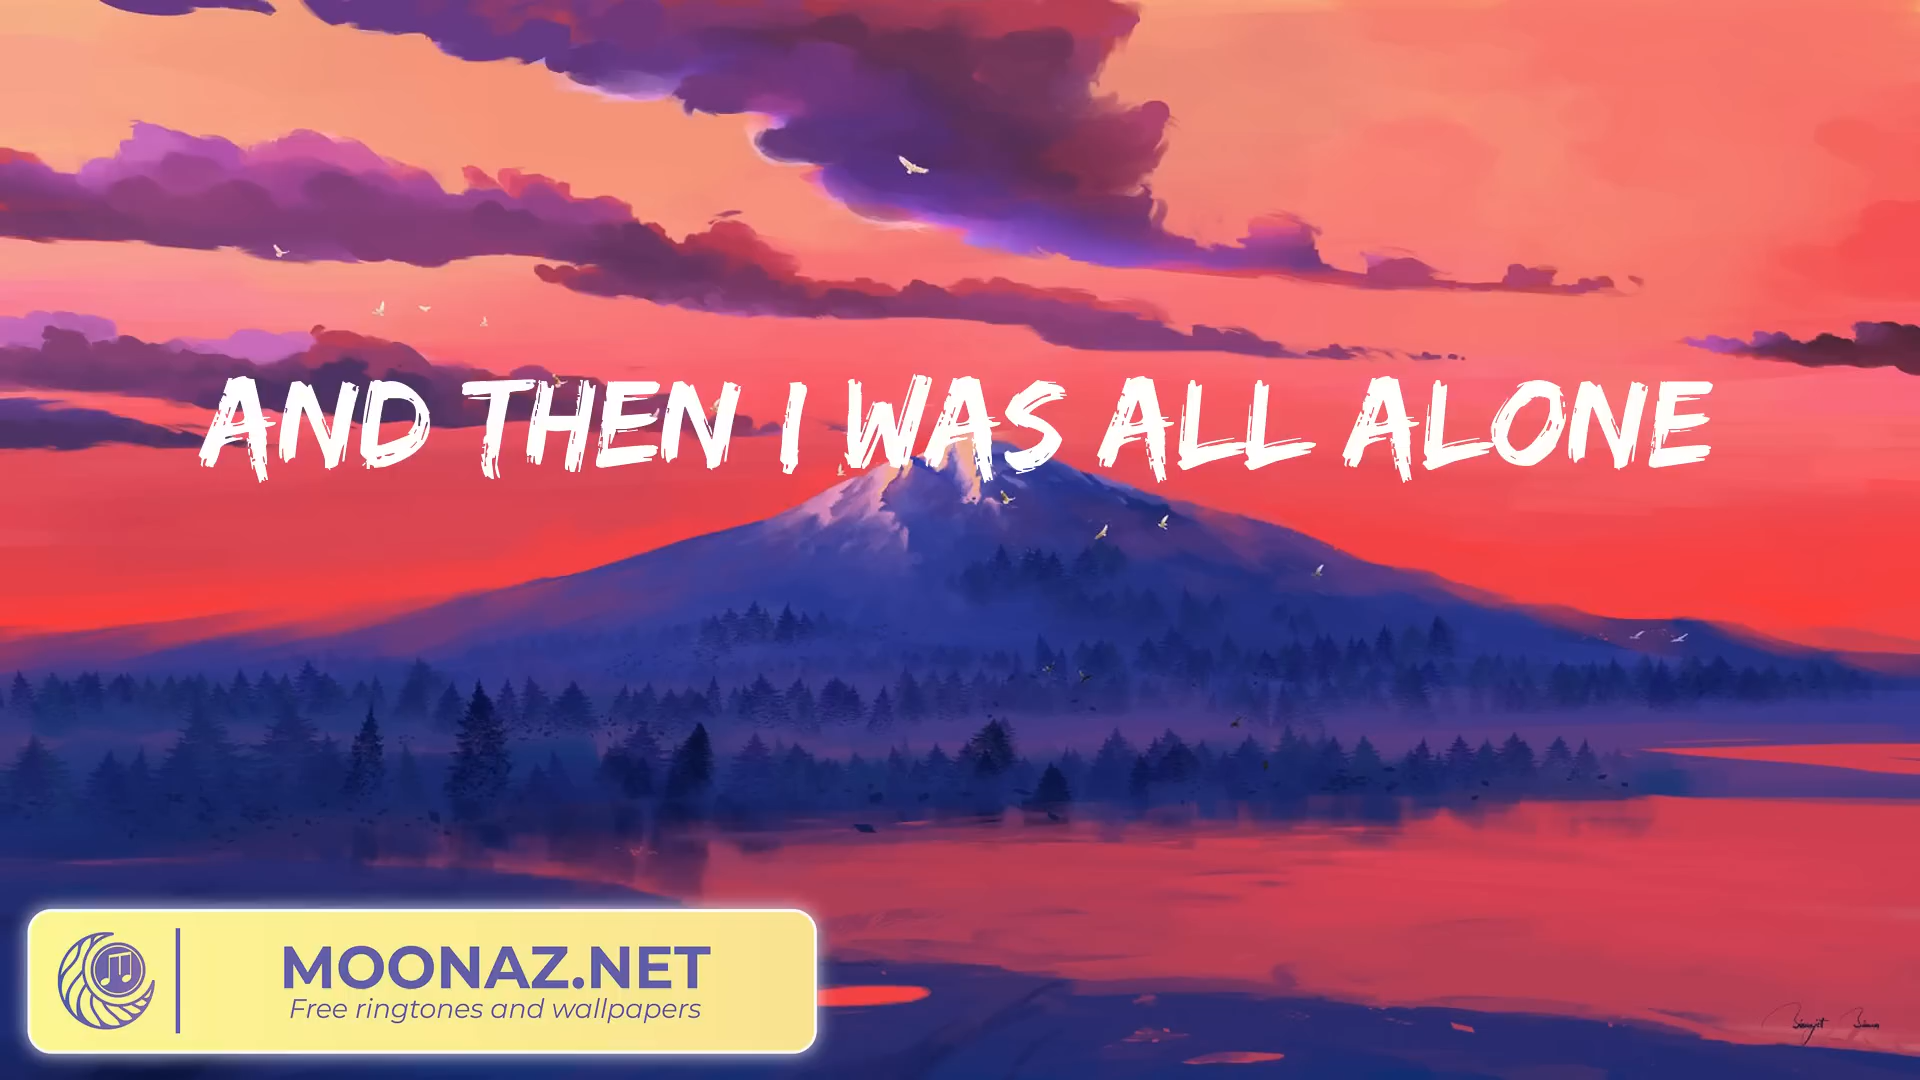 AND THEN I WAS ALL ALONE
MOONAZ.NET
Free ringtones and wallpapers